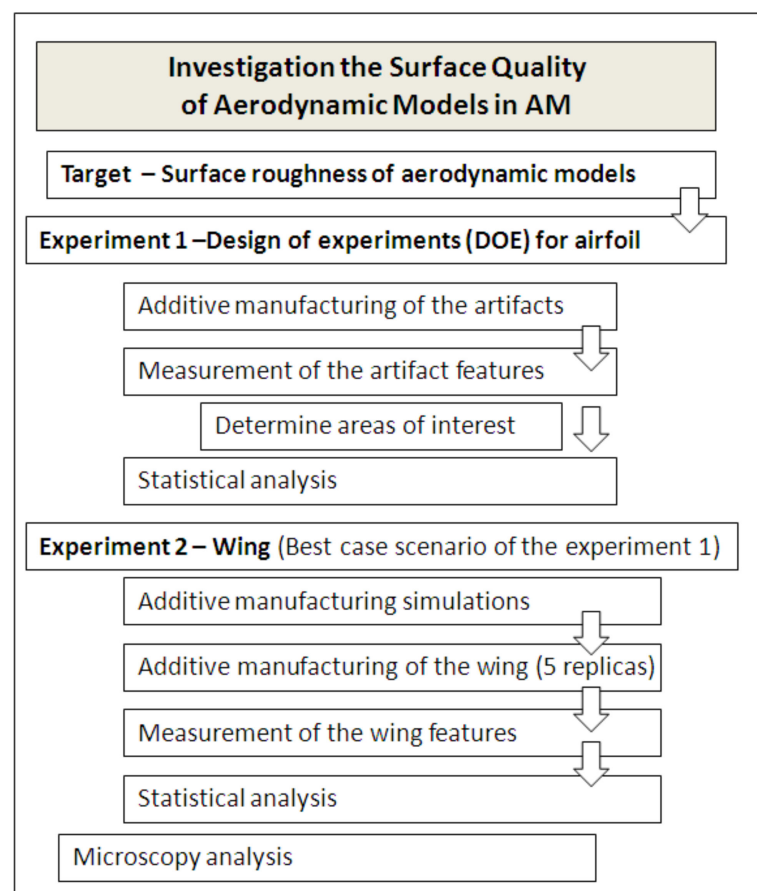 Investigation the Surface Quality
of Aerodynamic Models in AM
Target – Surface roughness of aerodynamic models
Experiment 1 –Design of experiments (DOE) for airfoil
Additive manufacturing of the artifacts
Measurement of the artifact features
Determine areas of interest
Statistical analysis
Experiment 2 – Wing (Best case scenario of the experiment 1)
Additive manufacturing simulations
Additive manufacturing of the wing (5 replicas)
Measurement of the wing features
Statistical analysis
Microscopy analysis